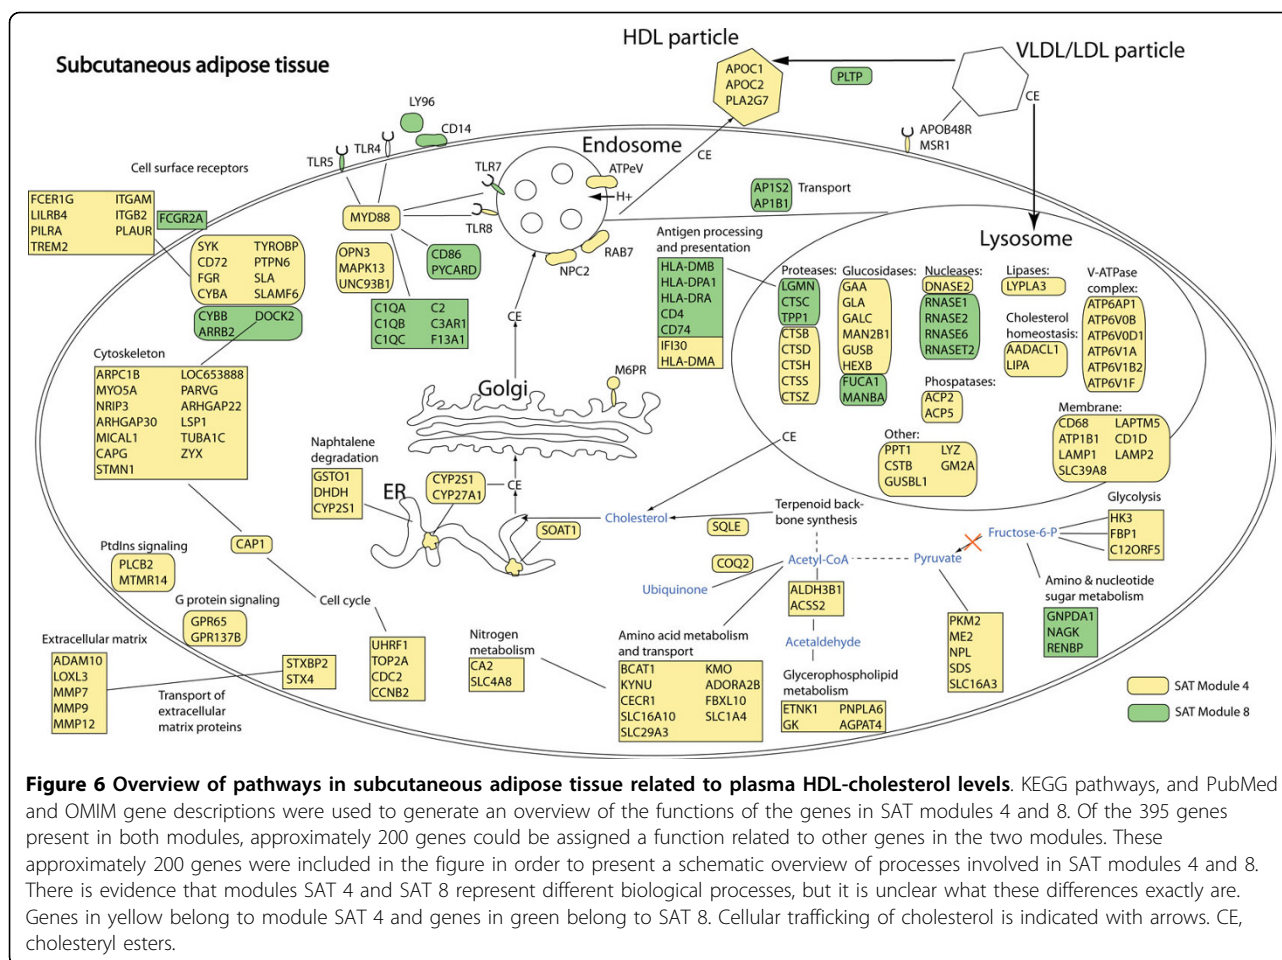 Subcutaneous adipose tissue
HDL particle
VLDL/LDL particle
APOC1
APOC2
PLA2G7
PLTP
CE
APOB48R
MSR1
LY96
CD14
TLR4
TLR5
Endosome
ATPeV
TLR7
H+
TLR8
RAB7
NPC2
CE
AP1S2
AP1B1
Transport
Cell surface receptors
FCER1G ITGAM
LILRB4 ITGB2
PILRA PLAUR
TREM2
FCGR2A
SYK TYROBP
CD72 PTPN6
FGR SLA
CYBA SLAMF6
CYBB DOCK2
ARRB2
MYD88
OPN3
MAPK13
UNC93B1
CD86
PYCARD
C1QA C2
C1QB C3AR1
C1QC F13A1
Antigen processing
and presentation
HLA-DMB
HLA-DPA1
HLA-DRA
CD4
CD74
IFI30
HLA-DMA
Lysosome
Proteases:
LGMN
CTSC
TPP1
CTSB
CTSD
CTSH
CTSS
CTSZ
Glucosidases:
GAA
GLA
GALC
MAN2B1
GUSB
HEXB
FUCA1
MANBA
Nucleases:
DNASE2
RNASE1
RNASE2
RNASE6
RNASET2
Lipases:
LYPLA3
Cholesterol
homeostasis:
AADACL1
LIPA
V-ATPase
complex:
ATP6AP1
ATP6V0B
ATP6V0D1
ATP6V1A
ATP6V1B2
ATP6V1F
Phospatases:
ACP2
ACP5
Membrane:
CD68 LAPTM5
ATP1B1 CD1D
LAMP1 LAMP2
SLC39A8
Other:
PPT1 LYZ
CSTB GM2A
GUSBL1
CE
Cytoskeleton
ARPC1B LOC653888
MYO5A PARVG
NRIP3 ARHGAP22
ARHGAP30 LSP1
MICAL1 TUBA1C
CAPG ZYX
STMN1
CE
Golgi
M6PR
Naphtalene
degradation
GSTO1
DHDH
CYP2S1
ER
CYP2S1
CYP27A1
CE
SOAT1
Cholesterol
SQLE
Terpenoid back-
bone synthesis
Glycolysis
HK3
FBP1
C12ORF5
Fructose-6-P
Pyruvate
Acetyl-CoA
COQ2
Ubiquinone
ALDH3B1
ACSS2
Acetaldehyde
Amino & nucleotide
sugar metabolism
GNPDA1
NAGK
RENBP
PKM2
ME2
NPL
SDS
SLC16A3
CAP1
PtdIns signaling
PLCB2
MTMR14
G protein signaling
GPR65
GPR137B
Cell cycle
UHRF1
TOP2A
CDC2
CCNB2
Extracellular matrix
ADAM10
LOXL3
MMP7
MMP9
MMP12
STXBP2
STX4
Transport of
extracellular
matrix proteins
Nitrogen
metabolism
CA2
SLC4A8
Amino acid metabolism
and transport
BCAT1 KMO
KYNU ADORA2B
CECR1 FBXL10
SLC16A10 SLC1A4
SLC29A3
Glycerophospholipid
metabolism
ETNK1 PNPLA6
GK AGPAT4
SAT Module 4
SAT Module 8
Figure 6 Overview of pathways in subcutaneous adipose tissue related to plasma HDL-cholesterol levels. KEGG pathways, and PubMed
and OMIM gene descriptions were used to generate an overview of the functions of the genes in SAT modules 4 and 8. Of the 395 genes
present in both modules, approximately 200 genes could be assigned a function related to other genes in the two modules. These
approximately 200 genes were included in the figure in order to present a schematic overview of processes involved in SAT modules 4 and 8.
There is evidence that modules SAT 4 and SAT 8 represent different biological processes, but it is unclear what these differences exactly are.
Genes in yellow belong to module SAT 4 and genes in green belong to SAT 8. Cellular trafficking of cholesterol is indicated with arrows. CE,
cholesteryl esters.